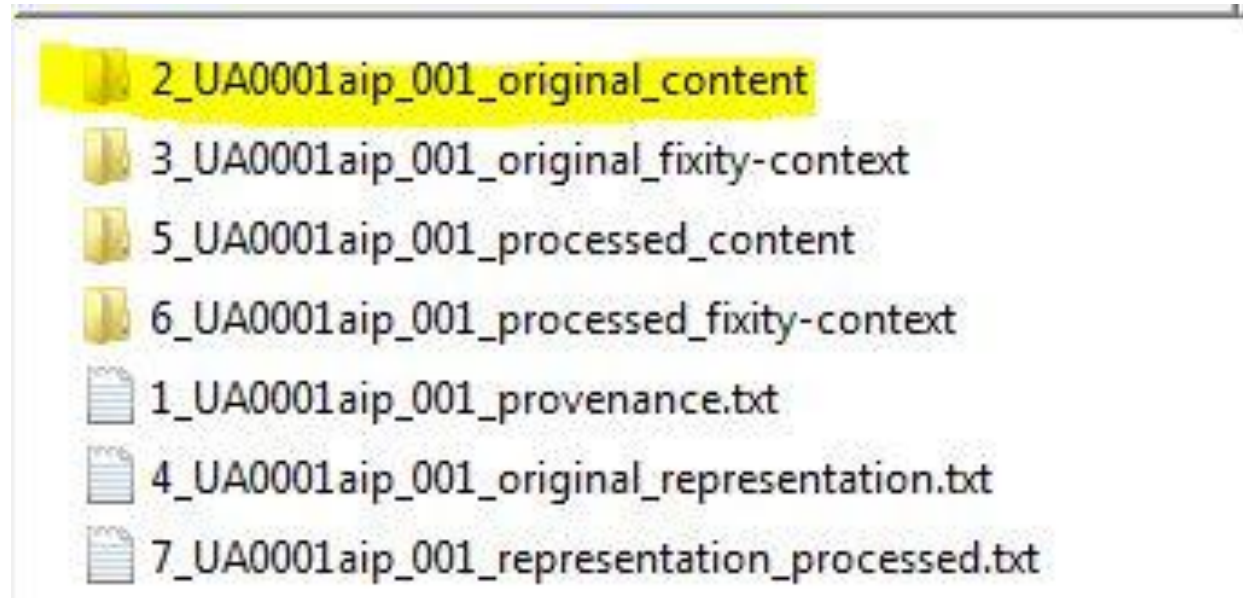 2_UA0001aip_001_original_content
3_UA0001aip_001_original_fixity-context
5_UA0001aip_001_processed_content
6_UA0001aip_001_processed_fixity-context
1_UA0001aip_001_provenance.txt
4_UA0001aip_001_original_representation.txt
7_UA0001aip_001_representation_processed.txt